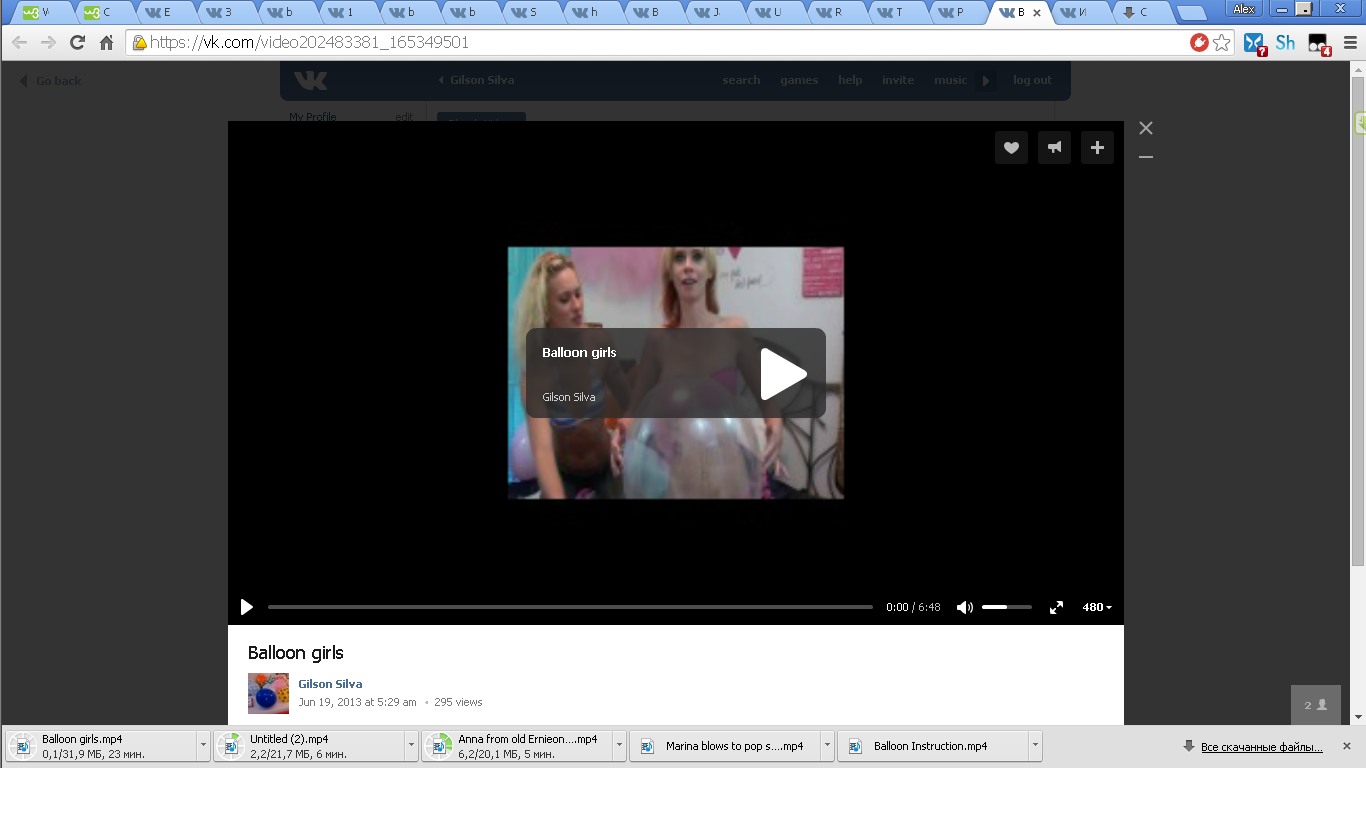 W
C
E
З
b
1
b
b
S
h
B
J
U
R
T
P
B
И
C
Alex
https://vk.com/video202483381_165349501
Sh
?
4
Go back
Gilson Silva
search
games
help
invite
music
log out
My Profile
edit
Balloon girls
Gilson Silva
0:00 / 6:48
480
Balloon girls
Gilson Silva
Jun 19, 2013 at 5:29 am • 295 views
2
Balloon girls.mp4
0,1/31,9 МБ, 23 мин.
Untitled (2).mp4
2,2/21,7 МБ, 6 мин.
Anna from old Ernieon....mp4
6,2/20,1 МБ, 5 мин.
Marina blows to pop s....mp4
Balloon Instruction.mp4
Все скачанные файлы...